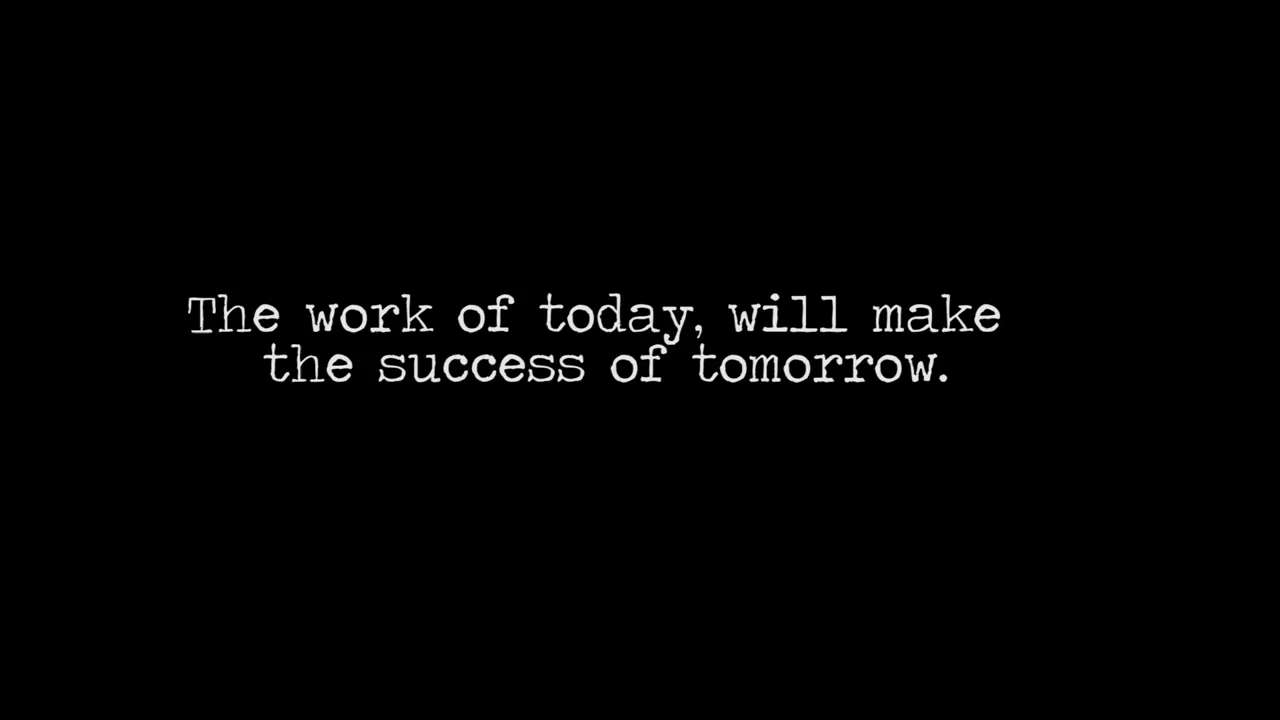 The work of today, will make
the success of tomorrow.